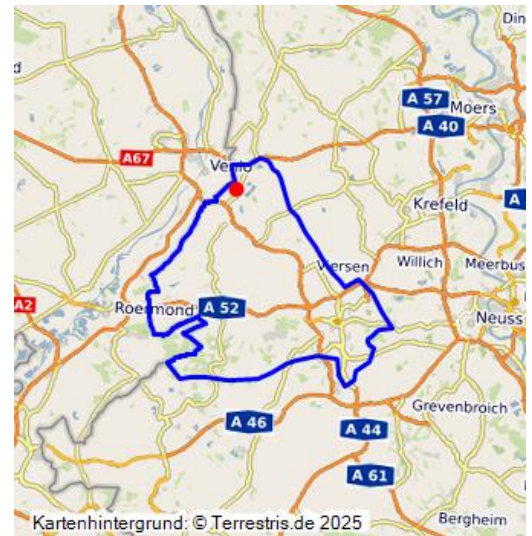 Din
d
A 57
Moers
A 40
A67
Venlo
A
Krefeld
Viersen
Willich
Meerbus
A2
Roermond
A 52
Neuss
Grevenbroich
A 46
A 44
A 61
Bergheim
Kartenhintergrund: © Terrestris.de 2025